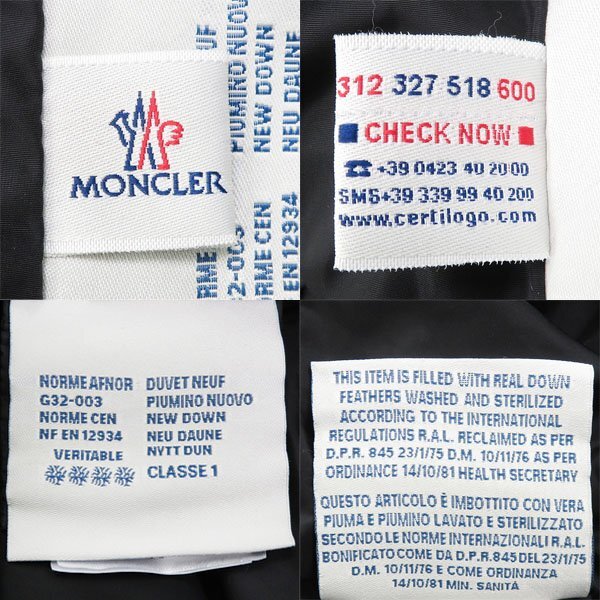 MONCLER
NEUF
PIUMINO NUOVO
NEW DOWN
NEU DAUNE
G32-003
NORME CEN
EN 12934
312 327 518 600
CHECK NOW
☎ +39 0423 40 20 00
SMS+39 339 99 40 200
www.certilogo.com
NORME AFNOR
G32-003
NORME CEN
NF EN 12934
VERITABLE
DUVET NEUF
PIUMINO NUOVO
NEW DOWN
NEU DAUNE
NYTT DUN
CLASSE 1
THIS ITEM IS FILLED WITH REAL DOWN
FEATHERS WASHED AND STERILIZED
ACCORDING TO THE INTERNATIONAL
REGULATIONS R.A.L. RECLAIMED AS PER
D.P.R. 845 23/1/75 D.M. 10/11/76 AS PER
ORDINANCE 14/10/81 HEALTH SECRETARY
QUESTO ARTICOLO È IMBOTTITO CON VERA
PIUMA E PIUMINO LAVATO E STERILIZZATO
SECONDO LE NORME INTERNAZIONALI R.A.L.
BONIFICATO COME DA D.P.R. 845 DEL 23/1/75
D.M. 10/11/76 E COME ORDINANZA
14/10/81 MIN. SANITÀ